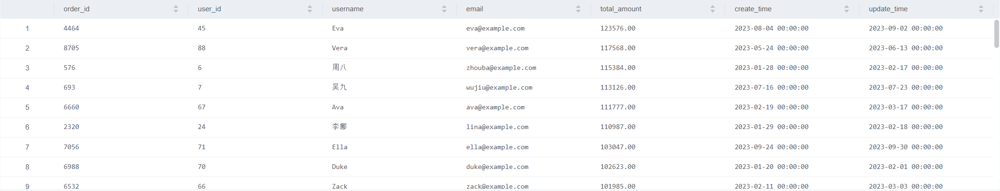 order_id user_id username email total_amount create_time update_time
1 4464 45 Eva eva@example.com 123576.00 2023-08-04 00:00:00 2023-09-02 00:00:00
2 8705 88 Vera vera@example.com 117568.00 2023-05-24 00:00:00 2023-06-13 00:00:00
3 576 6 周八 zhouba@example.com 115384.00 2023-01-28 00:00:00 2023-02-17 00:00:00
4 693 7 吴九 wujiu@example.com 113126.00 2023-07-16 00:00:00 2023-07-23 00:00:00
5 6660 67 Ava ava@example.com 111777.00 2023-02-19 00:00:00 2023-03-17 00:00:00
6 2320 24 李娜 lina@example.com 110987.00 2023-01-29 00:00:00 2023-02-18 00:00:00
7 7056 71 Ella ella@example.com 103047.00 2023-09-24 00:00:00 2023-09-30 00:00:00
8 6988 70 Duke duke@example.com 102623.00 2023-01-20 00:00:00 2023-02-01 00:00:00
9 6532 66 Zack zack@example.com 101985.00 2023-02-11 00:00:00 2023-03-03 00:00:00